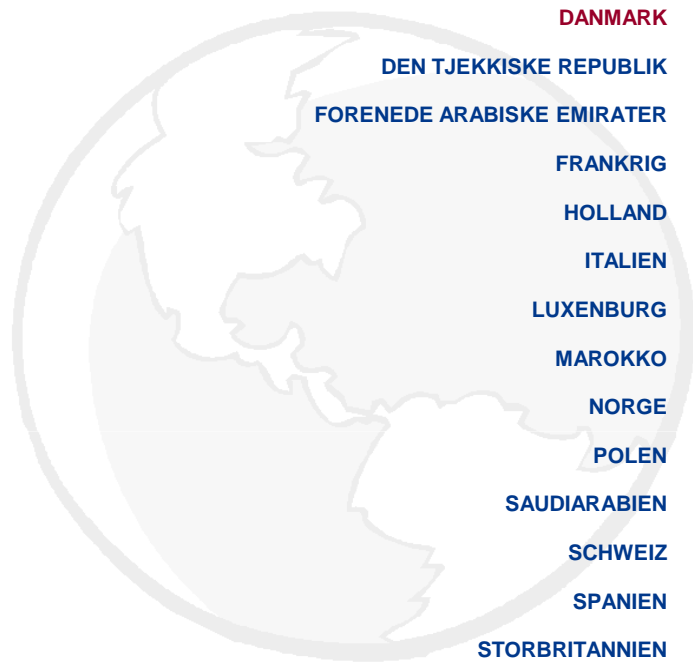 DANMARK
DEN TJEKKISKE REPUBLIK
FORENEDE ARABISKE EMIRATER
FRANKRIG
HOLLAND
ITALIEN
LUXENBURG
MAROKKO
NORGE
POLEN
SAUDIARABIEN
SCHWEIZ
SPANIEN
STORBRITANNIEN